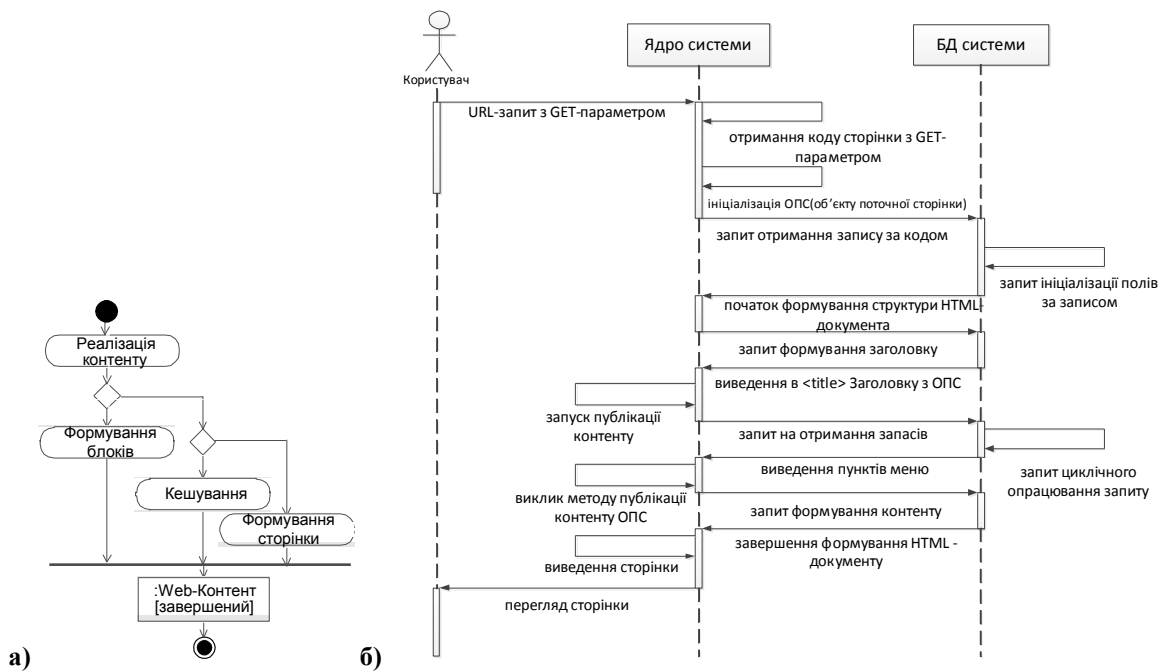 Користувач
Ядро системи
БД системи
URL-запит з GET-параметром
отримання коду сторінки з GET-
параметром
ініціалізація ОПС(об’єкту поточної сторінки)
запит отримання запису за кодом
запит ініціалізації полів
за записом
початок формування структури HTML-
документа
запит формування заголовку
виведення в <title> Заголовку з ОПС
запуск публікації
контенту
запит на отримання запасів
запит циклічного
опрацювання запиту
виведення пунктів меню
виклик методу публікації
контенту ОПС
запит формування контенту
завершення формування HTML -
документу
виведення сторінки
перегляд сторінки
Реалізація
контенту
Формування
блоків
Кешування
Формування
сторінки
:Web-Контент
[завершений]
а)
б)